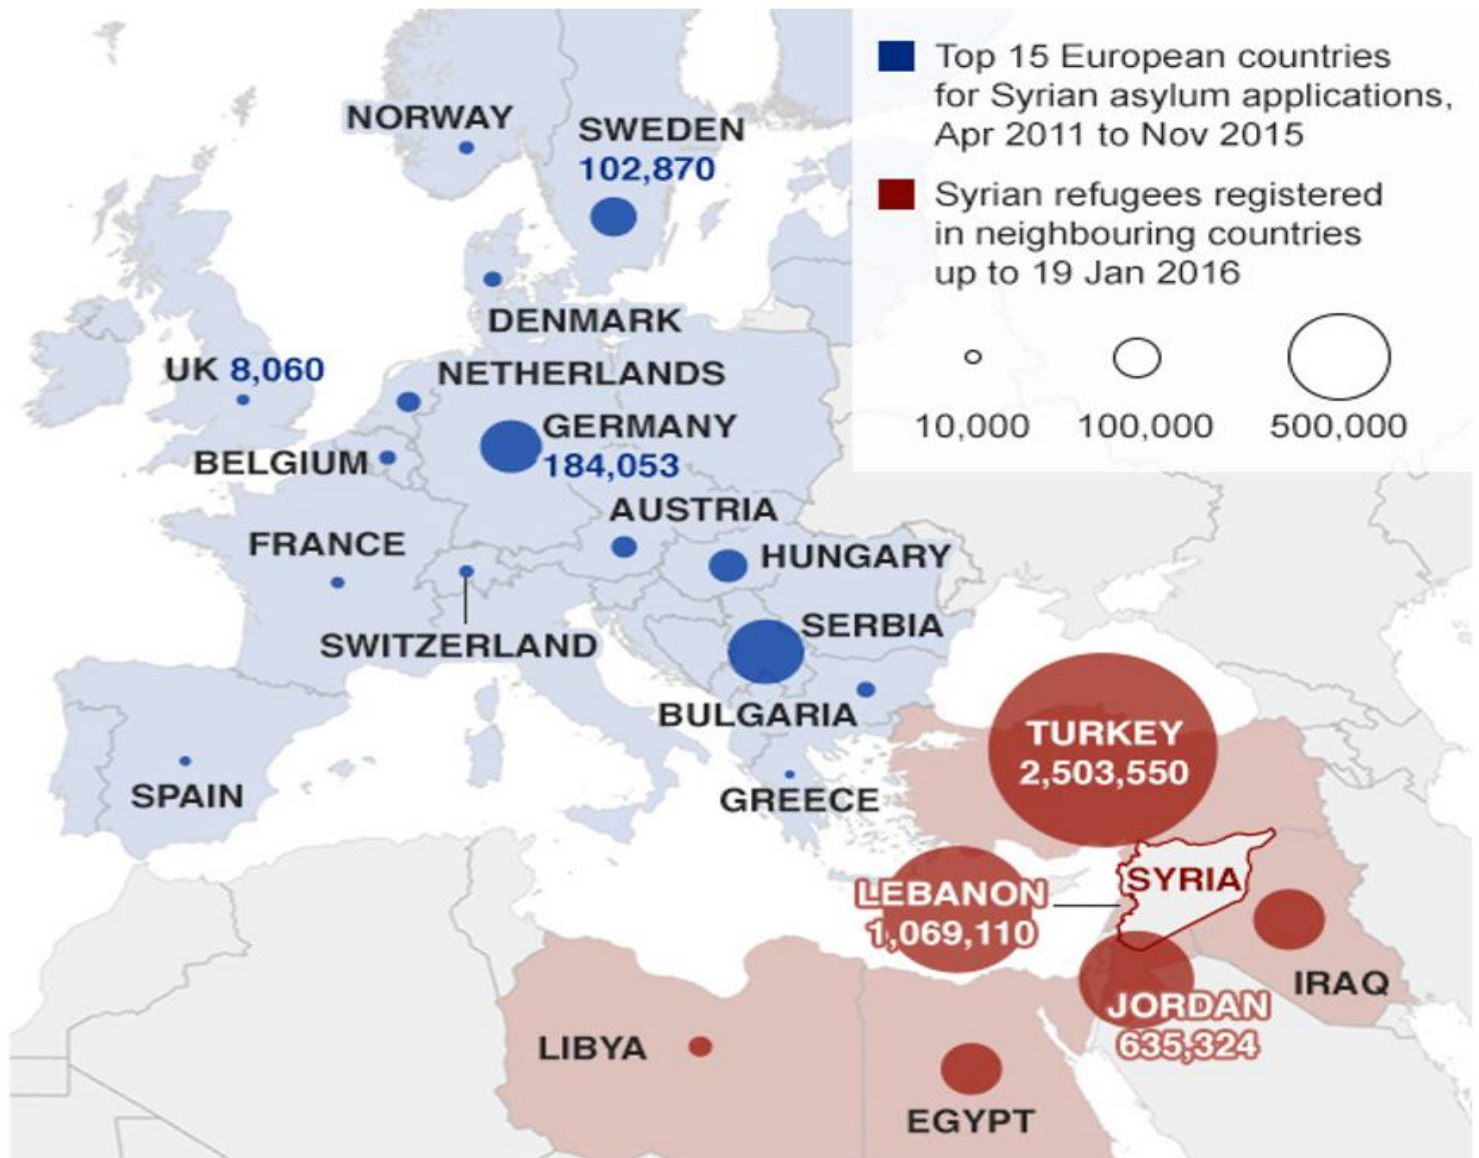 Top 15 European countries
for Syrian asylum applications,
Apr 2011 to Nov 2015
Syrian refugees registered
in neighbouring countries
up to 19 Jan 2016
10,000 100,000 500,000
NORWAY
SWEDEN
102,870
DENMARK
UK 8,060
NETHERLANDS
GERMANY
184,053
BELGIUM
AUSTRIA
FRANCE
HUNGARY
SWITZERLAND
SERBIA
BULGARIA
SPAIN
GREECE
TURKEY
2,503,550
SYRIA
LEBANON
1,069,110
IRAQ
JORDAN
635,324
LIBYA
EGYPT